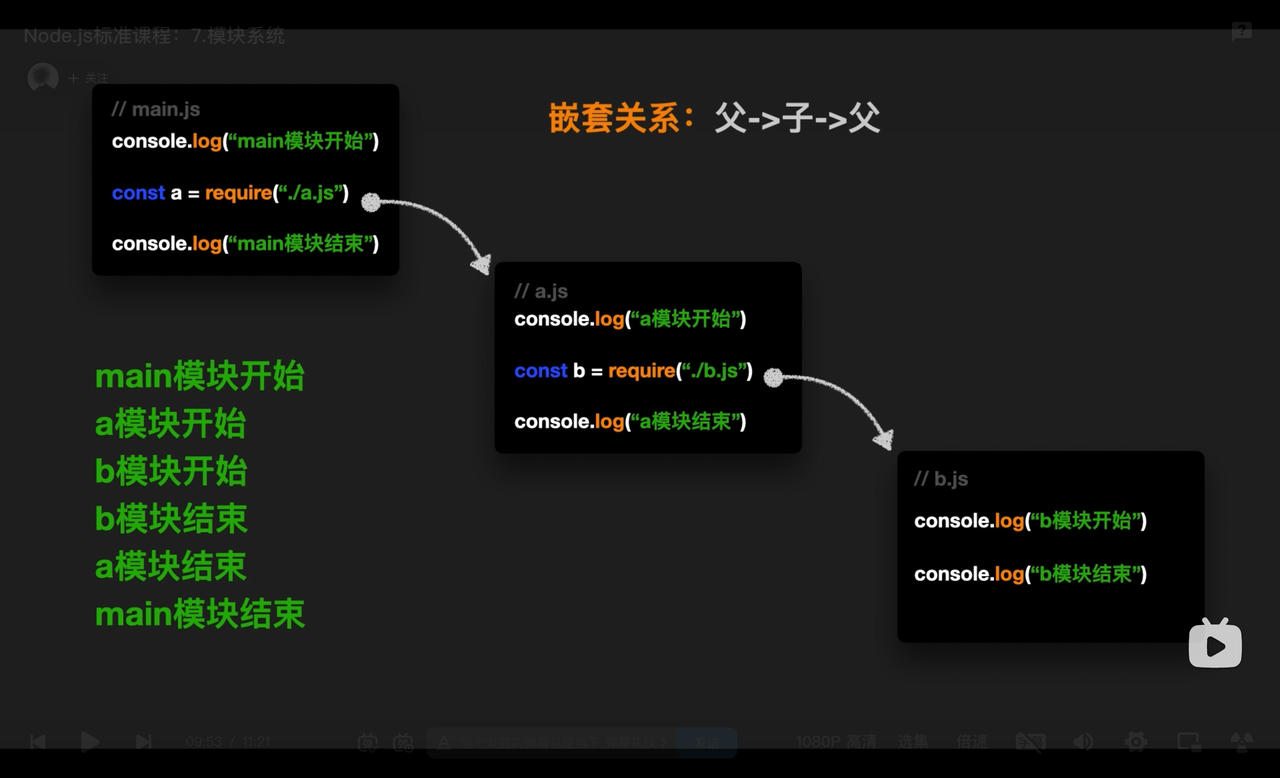 Node.js标准课程：7.模块系统
+ 关注
嵌套关系：父->子->父
// main.js
console.log(“main模块开始”)
const a = require(“./a.js”)
console.log(“main模块结束”)
// a.js
console.log(“a模块开始”)
const b = require(“./b.js”)
console.log(“a模块结束”)
// b.js
console.log(“b模块开始”)
console.log(“b模块结束”)
main模块开始
a模块开始
b模块开始
b模块结束
a模块结束
main模块结束
09:53 / 11:21
1080P 高清 选集 倍速